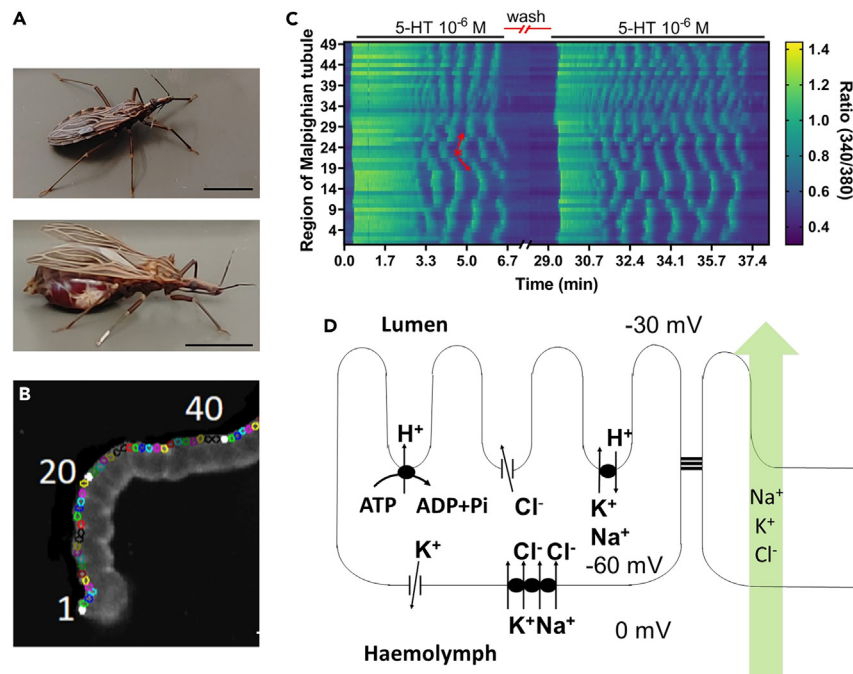 A
B
40
20
1
C
5-HT 10⁻⁶ M
wash
5-HT 10⁻⁶ M
Region of Malpighian tubule
49
44
39
34
29
24
19
14
9
4
0.0 1.7 3.3 5.0 6.7 29.0 30.7 32.4 34.1 35.7 37.4
Time (min)
1.4
1.2
1.0
0.8
0.6
0.4
Ratio (340/380)
D
Lumen
-30 mV
H⁺
H⁺
ATP
ADP+Pi
Cl⁻
K⁺
Na⁺
K⁺
Cl⁻ Cl⁻
-60 mV
K⁺Na⁺
0 mV
Haemolymph
Na⁺
K⁺
Cl⁻